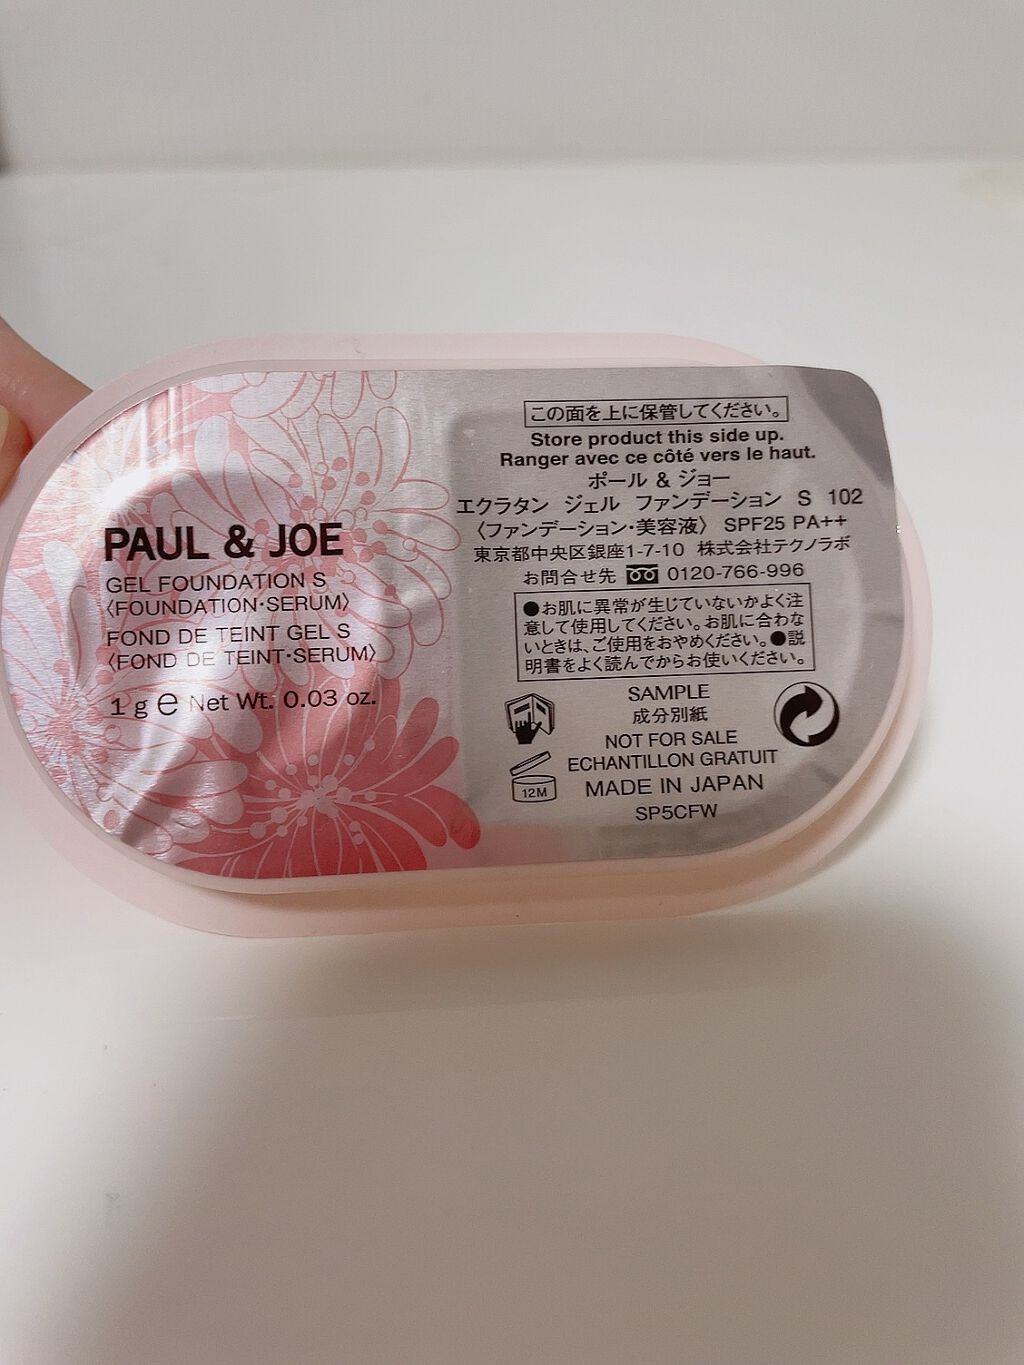 PAUL & JOE
GEL FOUNDATION S
〈FOUNDATION・SERUM〉
FOND DE TEINT GEL S
〈FOND DE TEINT・SERUM〉
1 g ℮ Net Wt. 0.03 oz.
この面を上に保管してください。
Store product this side up.
Ranger avec ce côté vers le haut.
ポール & ジョー
エクラタン ジェル ファンデーション S 102
〈ファンデーション・美容液〉 SPF25 PA++
東京都中央区銀座1-7-10 株式会社テクノラボ
お問合せ先 0120-766-996
●お肌に異常が生じていないかよく注
意して使用してください。お肌に合わな
いときは、ご使用をおやめください。●説
明書をよく読んでからお使いください。
SAMPLE
成分別紙
NOT FOR SALE
ECHANTILLON GRATUIT
12M
MADE IN JAPAN
SP5CFW